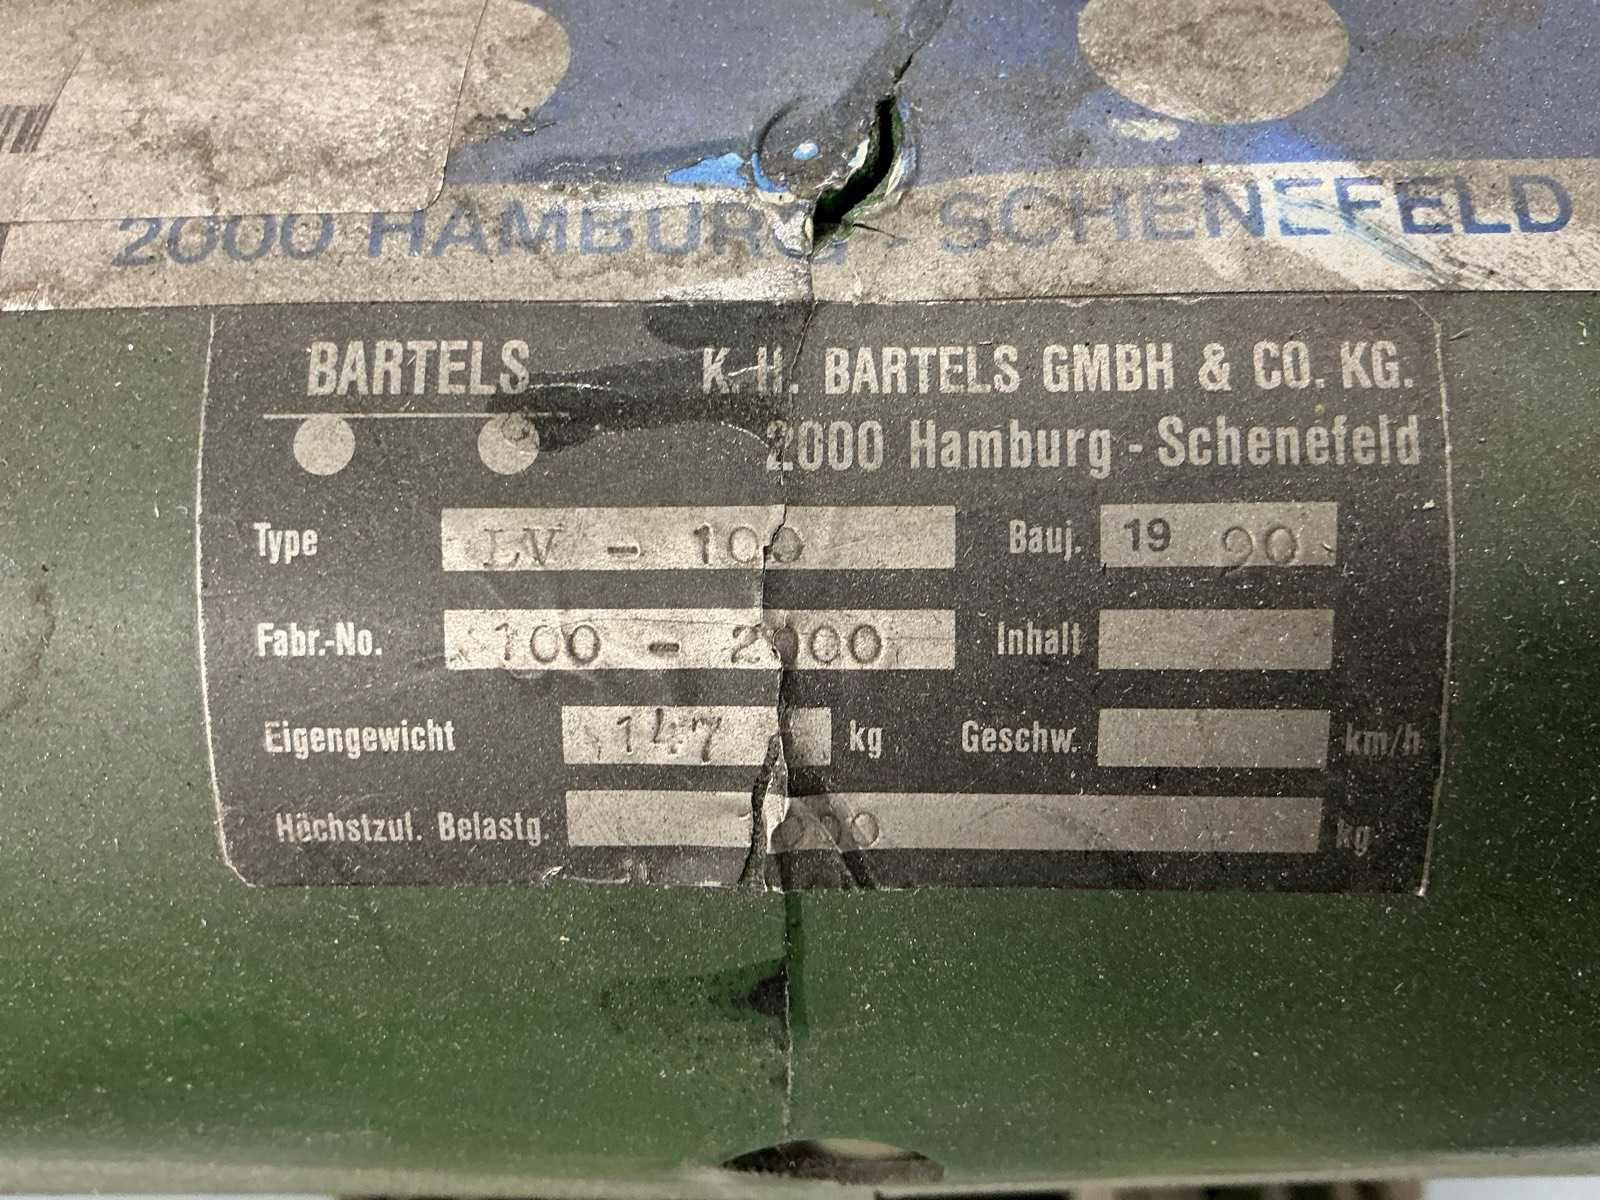 2000 HAMBURG - SCHENEFELD
BARTELS K. H. BARTELS GMBH & CO. KG.
2000 Hamburg - Schenefeld
Type LV - 100 Bauj. 19 90
Fabr.-No. 100 - 2000 Inhalt
Eigengewicht 147 kg Geschw. km/h
Höchstzul. Belastg. 1000 kg